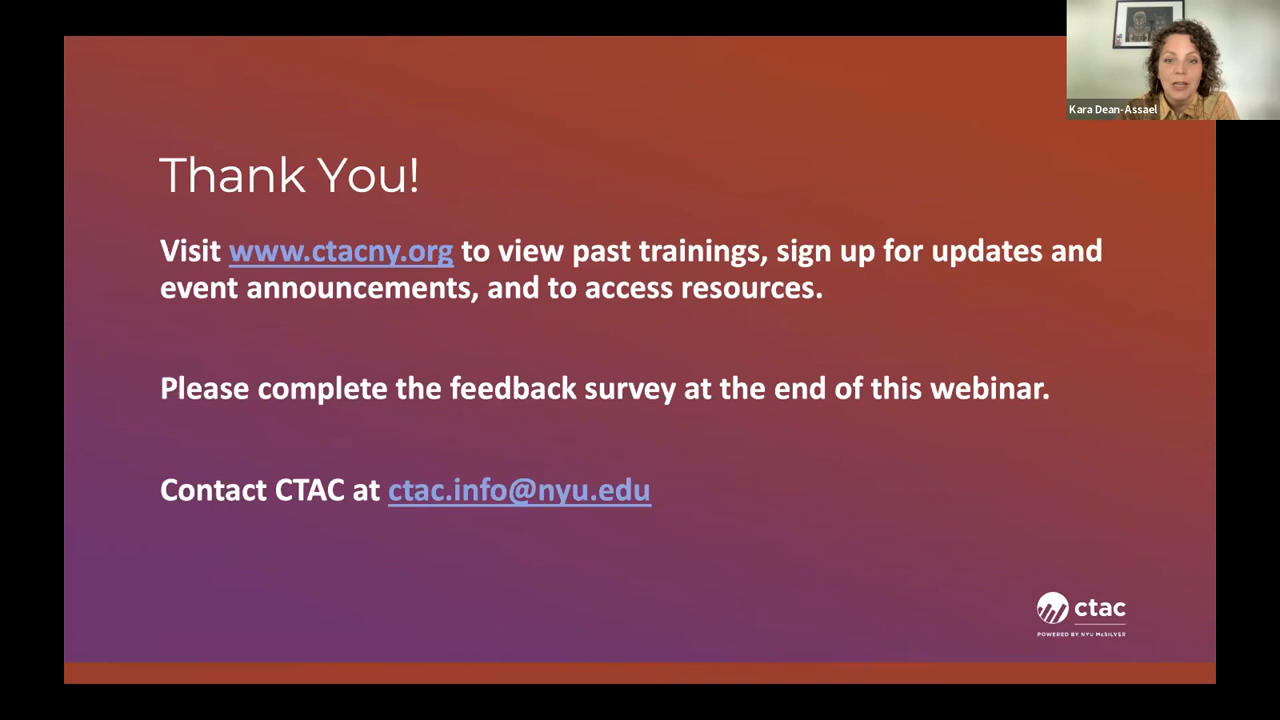 Kara Dean-Assael
Thank You!
Visit www.ctacny.org to view past trainings, sign up for updates and
event announcements, and to access resources.
Please complete the feedback survey at the end of this webinar.
Contact CTAC at ctac.info@nyu.edu
ctac
POWERED BY NYU McSILVER